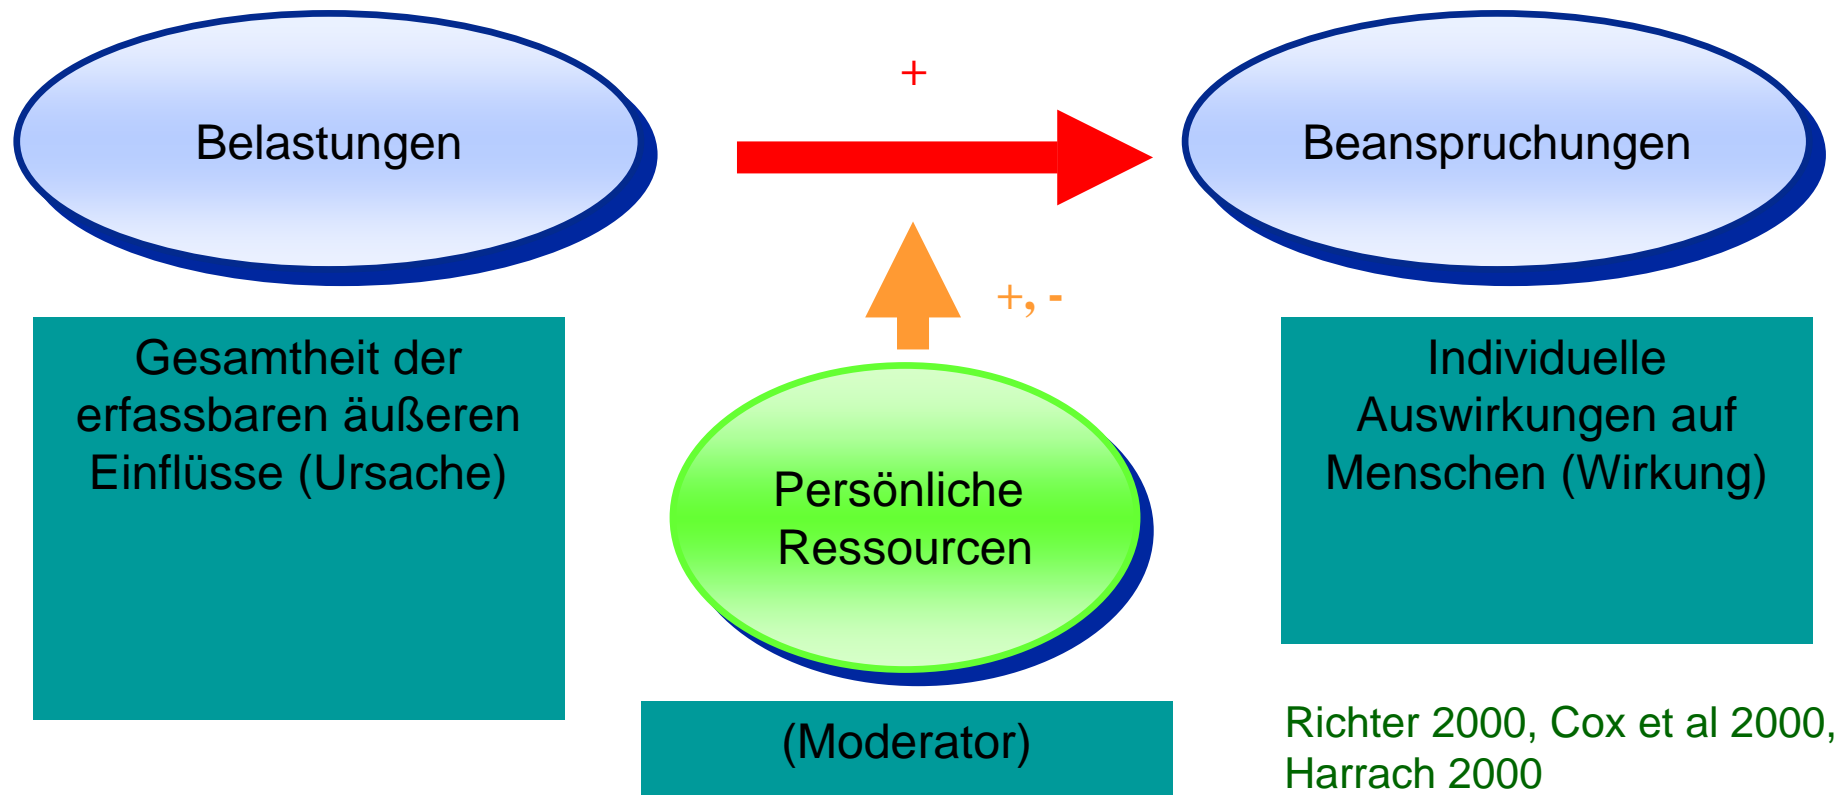 Belastungen
+
Beanspruchungen
+, -
Gesamtheit der
erfassbaren äußeren
Einflüsse (Ursache)
Persönliche
Ressourcen
(Moderator)
Individuelle
Auswirkungen auf
Menschen (Wirkung)
Richter 2000, Cox et al 2000,
Harrach 2000